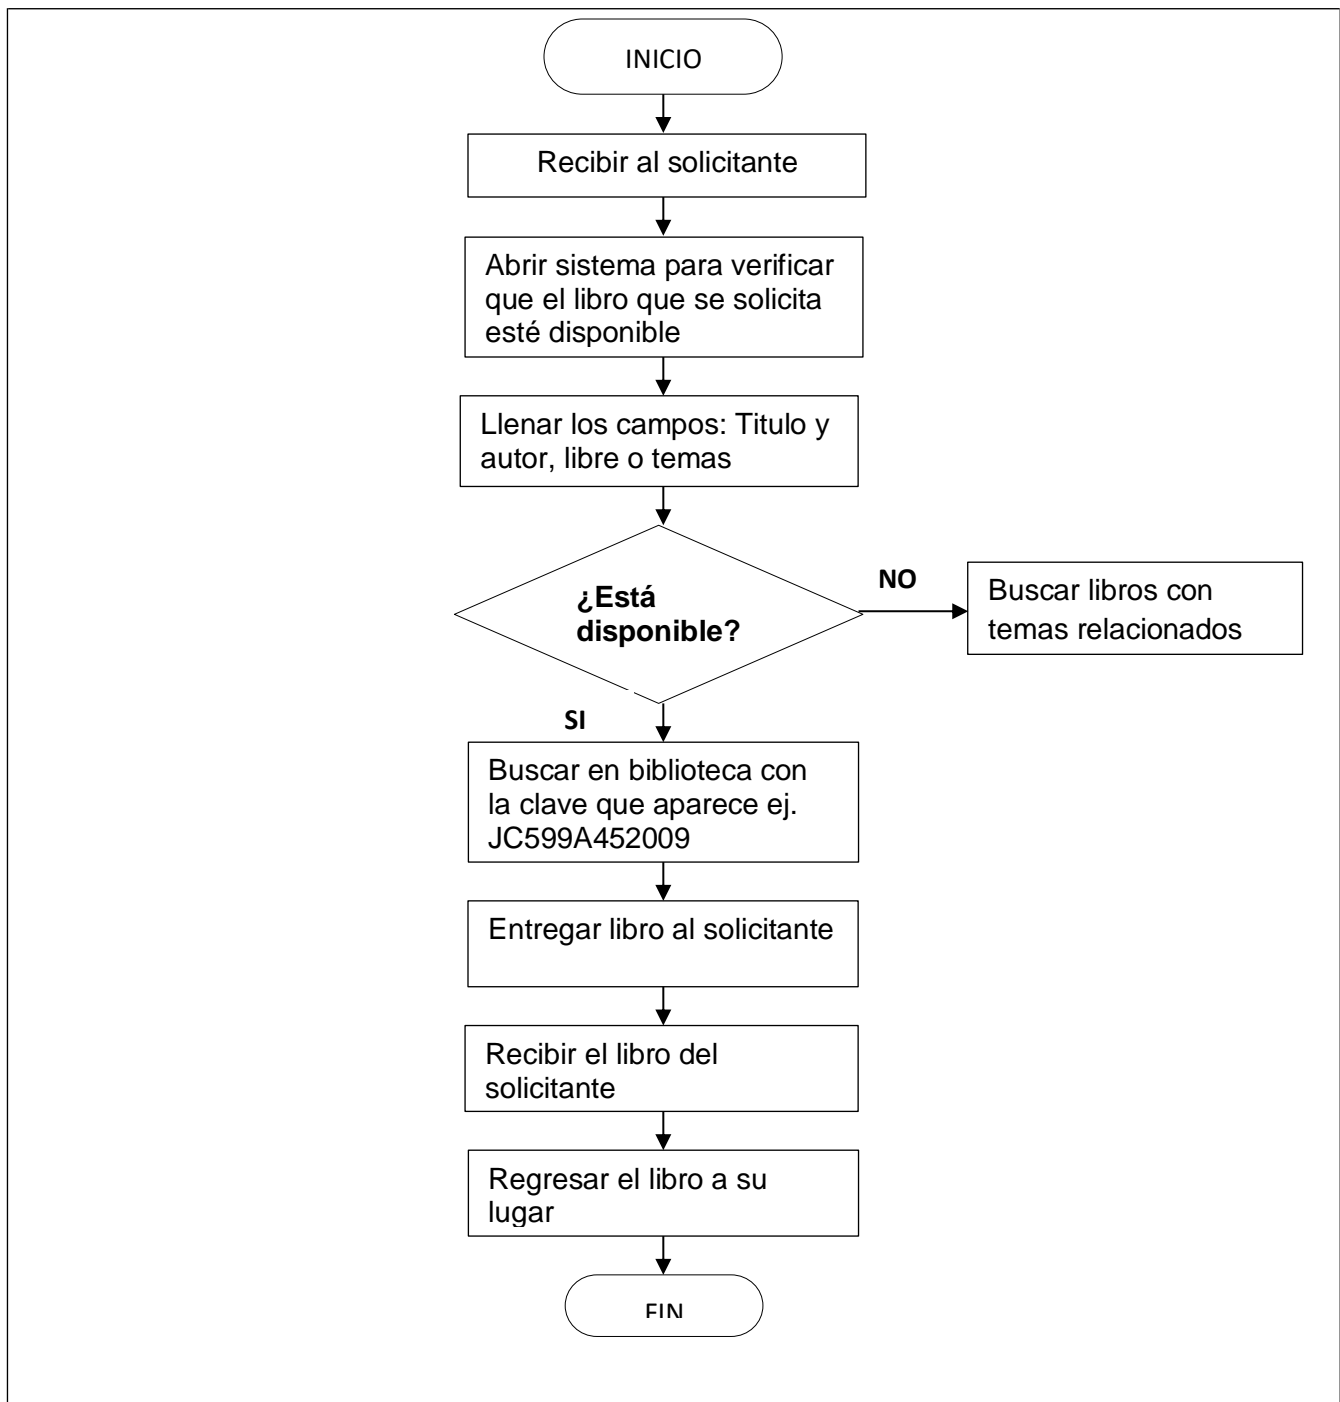 INICIO
Recibir al solicitante
Abrir sistema para verificar
que el libro que se solicita
esté disponible
Llenar los campos: Titulo y
autor, libre o temas
¿Está
disponible?
NO
Buscar libros con
temas relacionados
SI
Buscar en biblioteca con
la clave que aparece ej.
JC599A452009
Entregar libro al solicitante
Recibir el libro del
solicitante
Regresar el libro a su
lugar
FIN